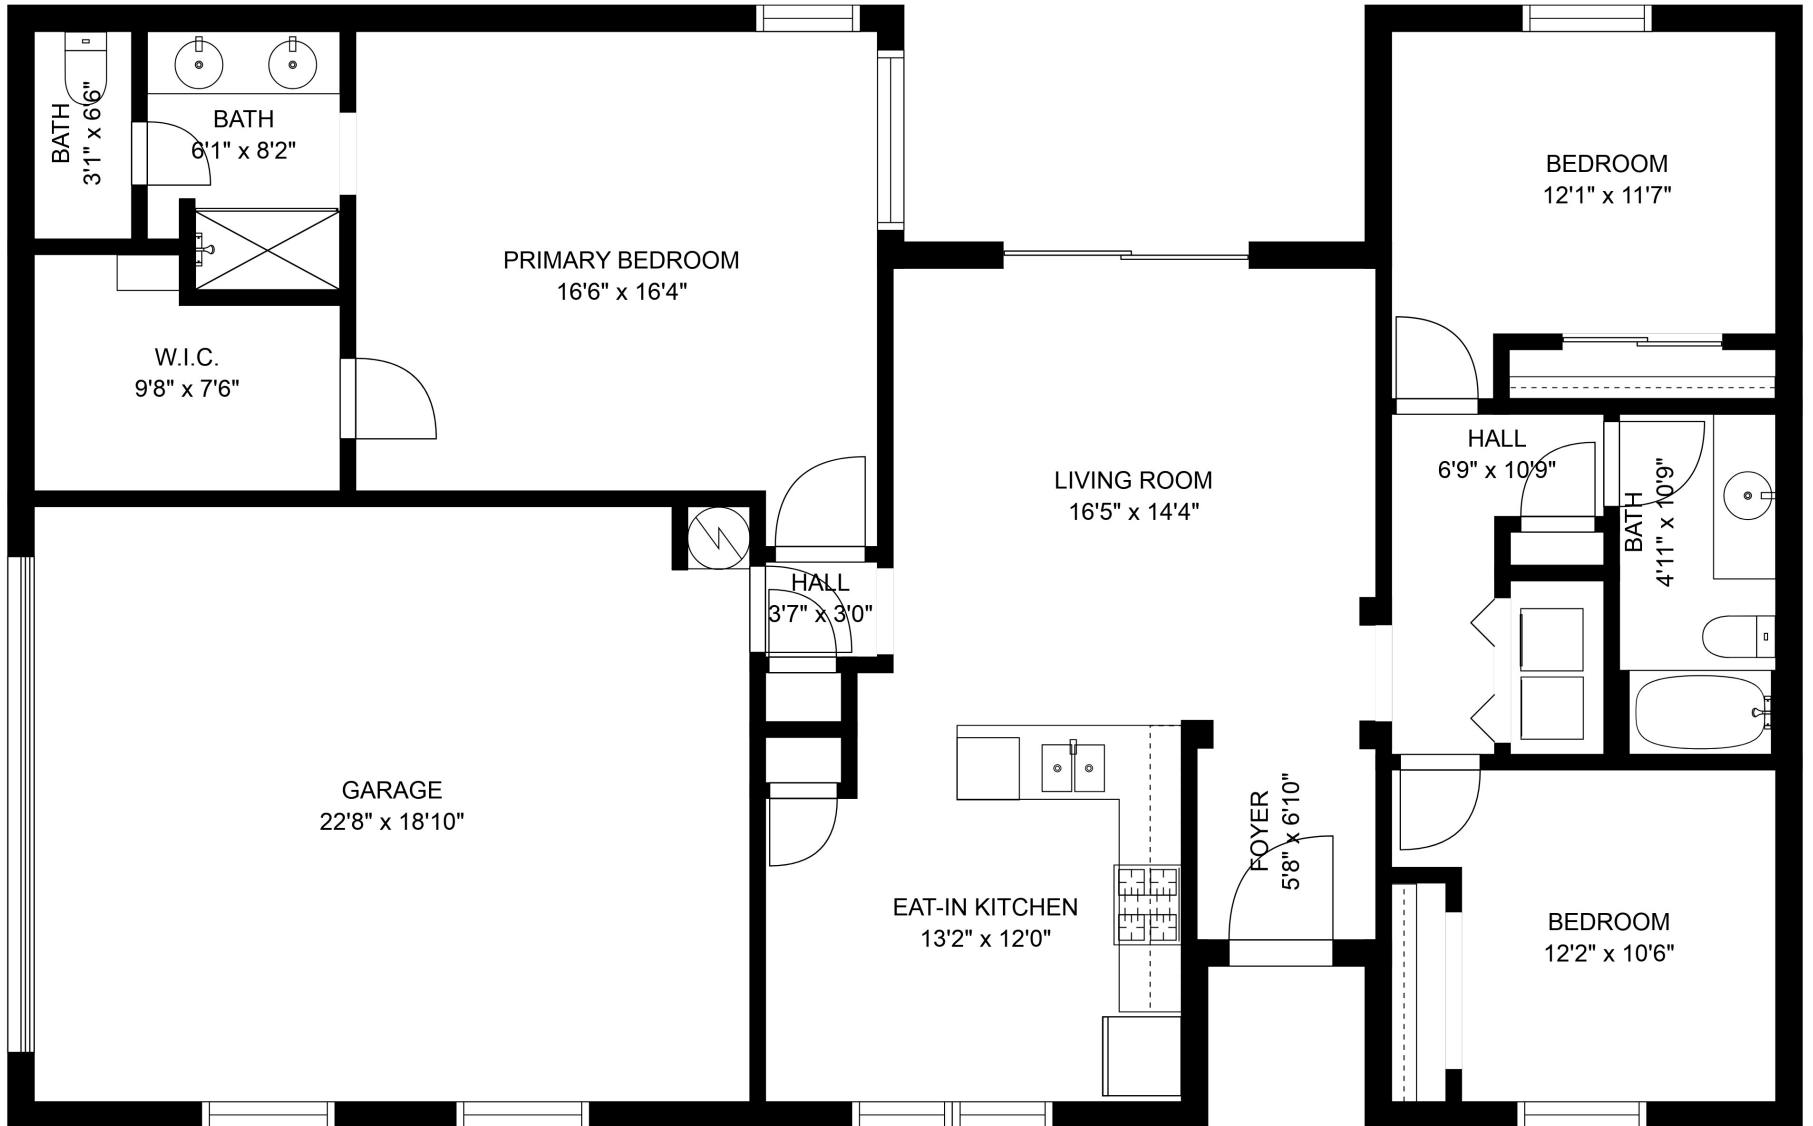 BATH
3'1" x 6'6"
BATH
6'1" x 8'2"
PRIMARY BEDROOM
16'6" x 16'4"
BEDROOM
12'1" x 11'7"
W.I.C.
9'8" x 7'6"
LIVING ROOM
16'5" x 14'4"
HALL
6'9" x 10'9"
BATH
4'11" x 10'9"
HALL
3'7" x 3'0"
GARAGE
22'8" x 18'10"
EAT-IN KITCHEN
13'2" x 12'0"
FOYER
5'8" x 6'10"
BEDROOM
12'2" x 10'6"